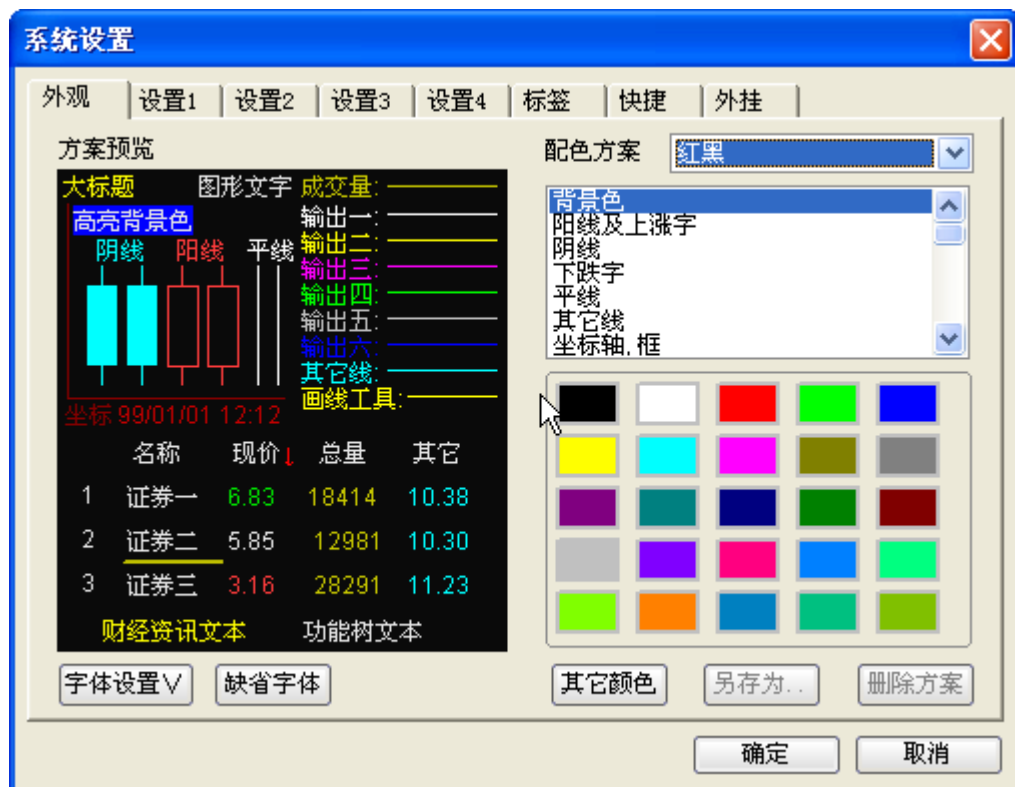 系统设置
外观 设置1 设置2 设置3 设置4 标签 快捷 外挂
方案预览
大标题 图形文字 成交量:
高亮背景色 输出一:
阴线 阳线 平线 输出二:
输出三:
输出四:
输出五:
输出六:
其它线:
画线工具:
坐标 99/01/01 12:12
名称 现价↓ 总量 其它
1 证券一 6.83 18414 10.38
2 证券二 5.85 12981 10.30
3 证券三 3.16 28291 11.23
财经资讯文本 功能树文本
字体设置∨ 缺省字体
配色方案 红黑
背景色
阳线及上涨字
阴线
下跌字
平线
其它线
坐标轴,框
其它颜色 另存为.. 删除方案
确定 取消